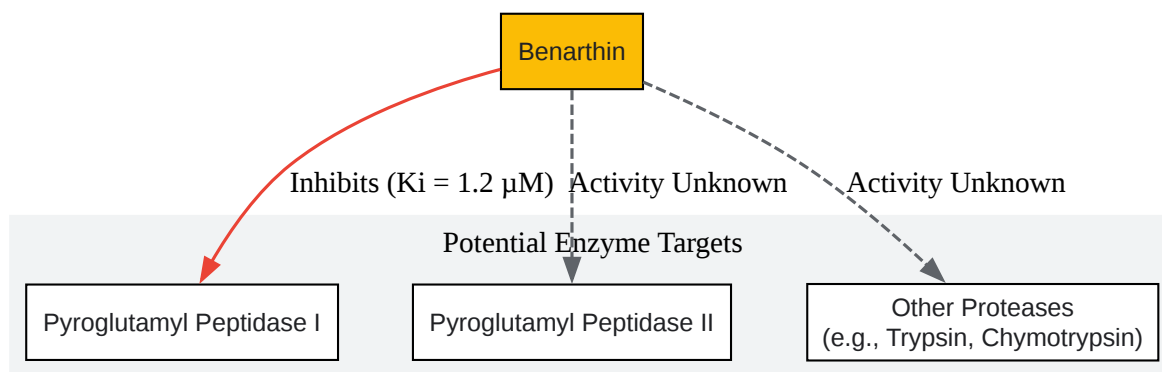 Benarthin
Inhibits (Ki = 1.2 µM)
Activity Unknown
Activity Unknown
Potential Enzyme Targets
Pyroglutamyl Peptidase I
Pyroglutamyl Peptidase II
Other Proteases
(e.g., Trypsin, Chymotrypsin)